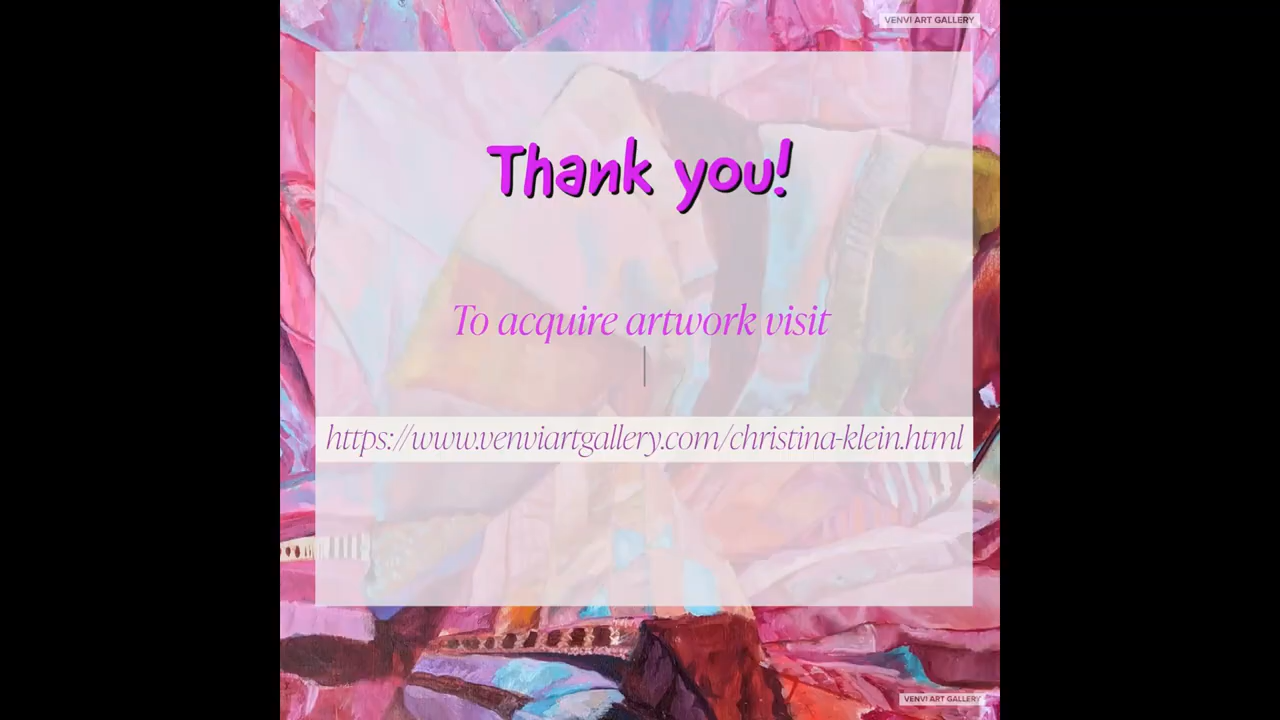 VENVI ART GALLERY
Thank you!
To acquire artwork visit
https://www.venviartgallery.com/christina-klein.html
VENVI ART GALLERY